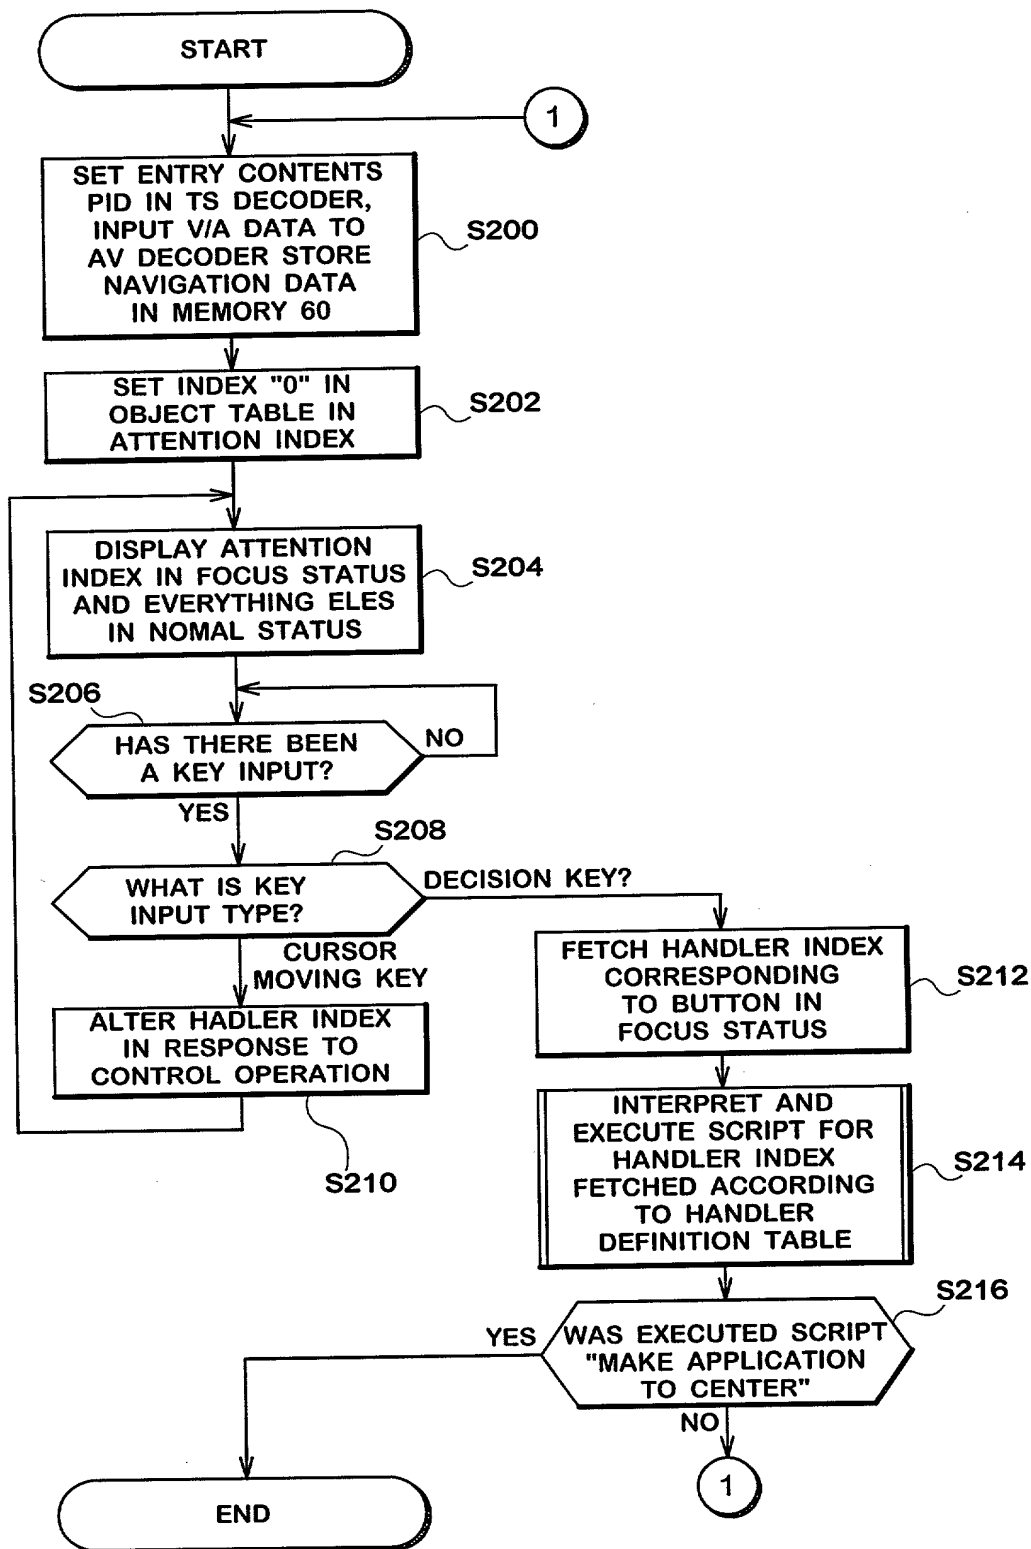 START
1
SET ENTRY CONTENTS
PID IN TS DECODER,
INPUT V/A DATA TO
AV DECODER STORE
NAVIGATION DATA
IN MEMORY 60
S200
SET INDEX "0" IN
OBJECT TABLE IN
ATTENTION INDEX
S202
DISPLAY ATTENTION
INDEX IN FOCUS STATUS
AND EVERYTHING ELES
IN NOMAL STATUS
S204
S206
HAS THERE BEEN
A KEY INPUT?
NO
YES
S208
WHAT IS KEY
INPUT TYPE?
DECISION KEY?
CURSOR
MOVING KEY
ALTER HADLER INDEX
IN RESPONSE TO
CONTROL OPERATION
S210
FETCH HANDLER INDEX
CORRESPONDING
TO BUTTON IN
FOCUS STATUS
S212
INTERPRET AND
EXECUTE SCRIPT FOR
HANDLER INDEX
FETCHED ACCORDING
TO HANDLER
DEFINITION TABLE
S214
S216
WAS EXECUTED SCRIPT
"MAKE APPLICATION
TO CENTER"
YES
NO
1
END